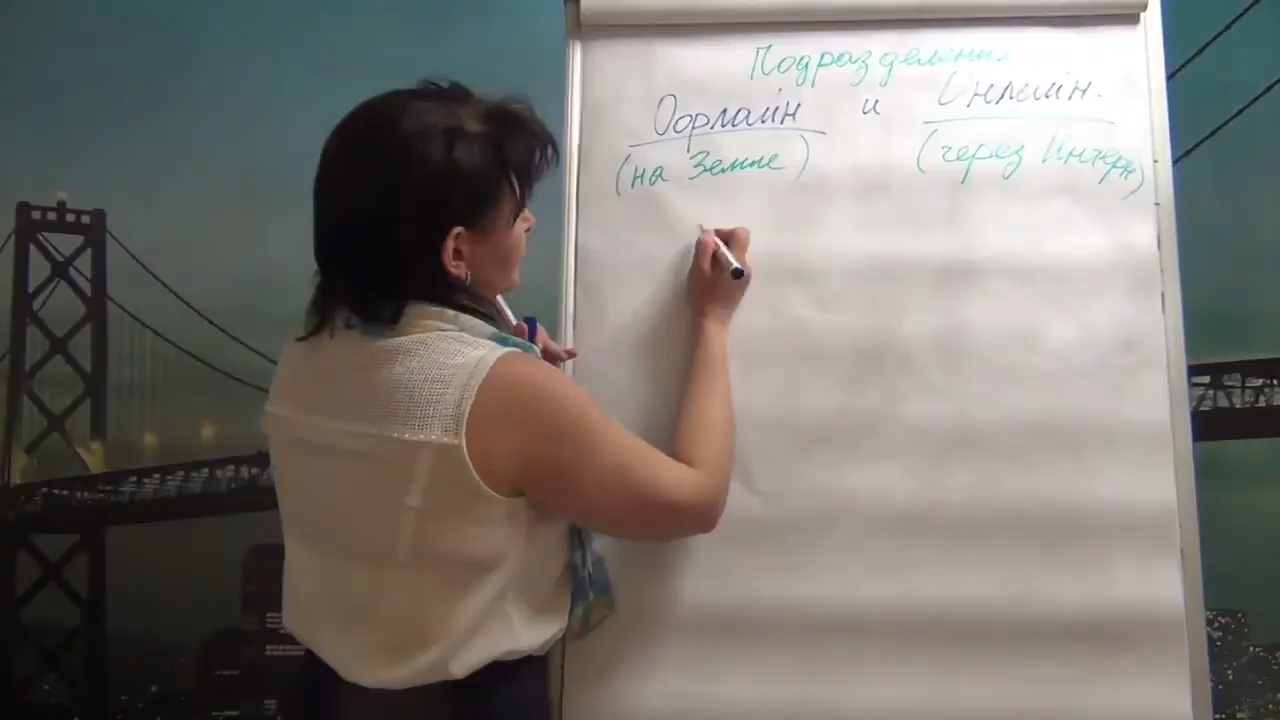 Подразделения
Оорлайн и Онлайн.
(на Земле) (через Интерн)